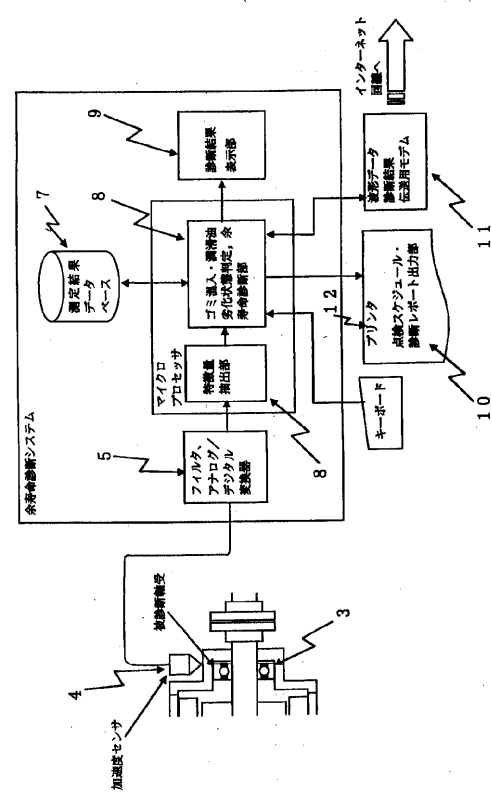 余寿命診断システム
加速度センサ
4
被診断軸受
3
5
フィルタ、
アナログ/
デジタル
変換器
マイクロ
プロセッサ
特徴量
抽出部
8
7
測定結果
データ
ベース
8
ゴミ混入・潤滑油
劣化状態判定,余
寿命診断部
9
診断結果
表示部
キーボード
12
プリンタ
点検スケジュール・
診断レポート出力部
10
波形データ
診断結果
伝送用モデム
11
インターネット
回線へ